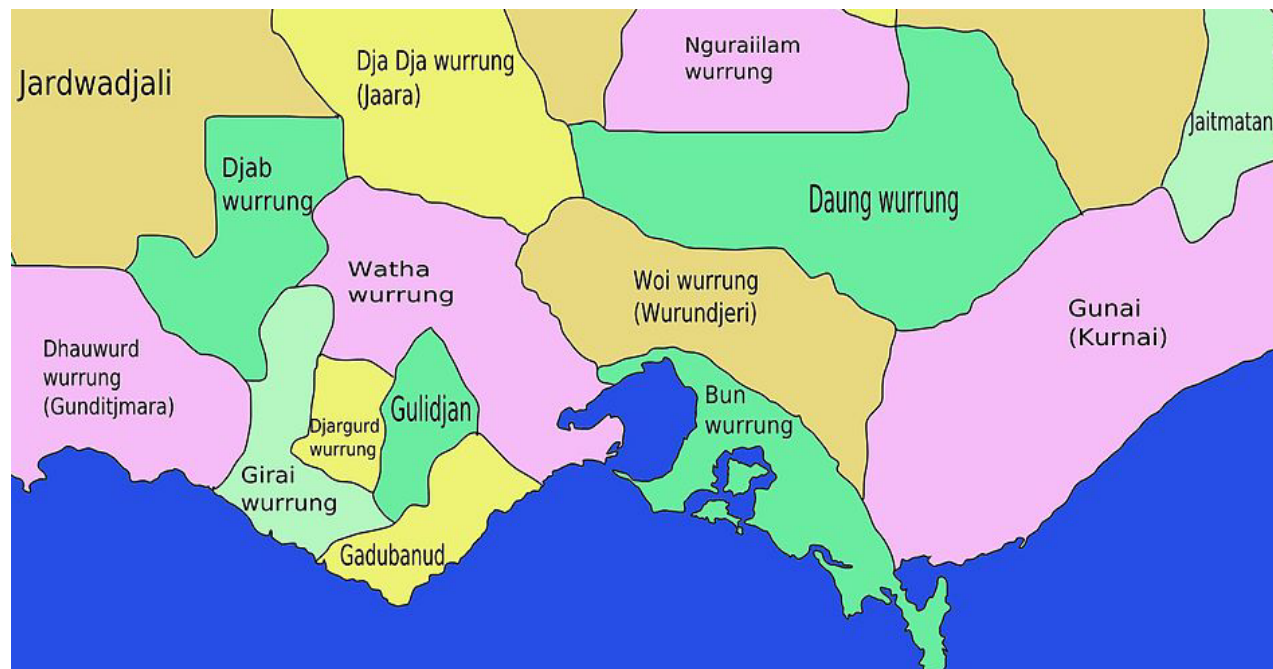 Jardwadjali
Dja Dja wurrung
(Jaara)
Nguraiilam
wurrung
Jaitmatan
Djab
wurrung
Daung wurrung
Watha
wurrung
Woi wurrung
(Wurundjeri)
Gunai
(Kurnai)
Dhauwurd
wurrung
(Gunditjmara)
Djargurd
wurrung
Gulidjan
Bun
wurrung
Girai
wurrung
Gadubanud